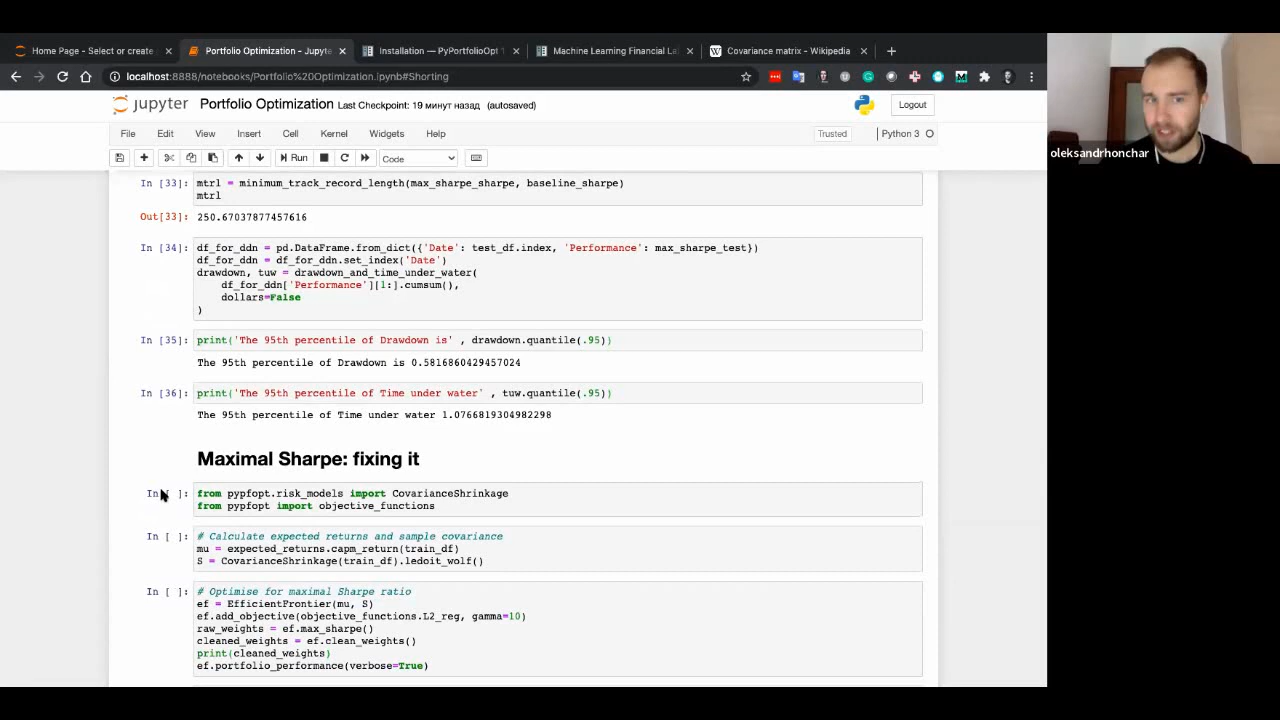 Home Page - Select or create
Portfolio Optimization - Jupyte
Installation — PyPortfolioOpt
Machine Learning Financial La
Covariance matrix - Wikipedia
localhost:8888/notebooks/Portfolio%20Optimization.ipynb#Shorting
jupyter Portfolio Optimization Last Checkpoint: 19 минут назад (autosaved)
Logout
File Edit View Insert Cell Kernel Widgets Help
Trusted
Python 3
Run
Code
In [33]: mtrl = minimum_track_record_length(max_sharpe_sharpe, baseline_sharpe)
mtrl
Out[33]: 250.67037877457616
In [34]: df_for_ddn = pd.DataFrame.from_dict({'Date': test_df.index, 'Performance': max_sharpe_test})
df_for_ddn = df_for_ddn.set_index('Date')
drawdown, tuw = drawdown_and_time_under_water(
df_for_ddn['Performance'][1:].cumsum(),
dollars=False
)
In [35]: print('The 95th percentile of Drawdown is' , drawdown.quantile(.95))
The 95th percentile of Drawdown is 0.5816860429457024
In [36]: print('The 95th percentile of Time under water' , tuw.quantile(.95))
The 95th percentile of Time under water 1.0766819304982298
Maximal Sharpe: fixing it
In [ ]: from pypfopt.risk_models import CovarianceShrinkage
from pypfopt import objective_functions
In [ ]: # Calculate expected returns and sample covariance
mu = expected_returns.capm_return(train_df)
S = CovarianceShrinkage(train_df).ledoit_wolf()
In [ ]: # Optimise for maximal Sharpe ratio
ef = EfficientFrontier(mu, S)
ef.add_objective(objective_functions.L2_reg, gamma=10)
raw_weights = ef.max_sharpe()
cleaned_weights = ef.clean_weights()
print(cleaned_weights)
ef.portfolio_performance(verbose=True)
oleksandrhonchar